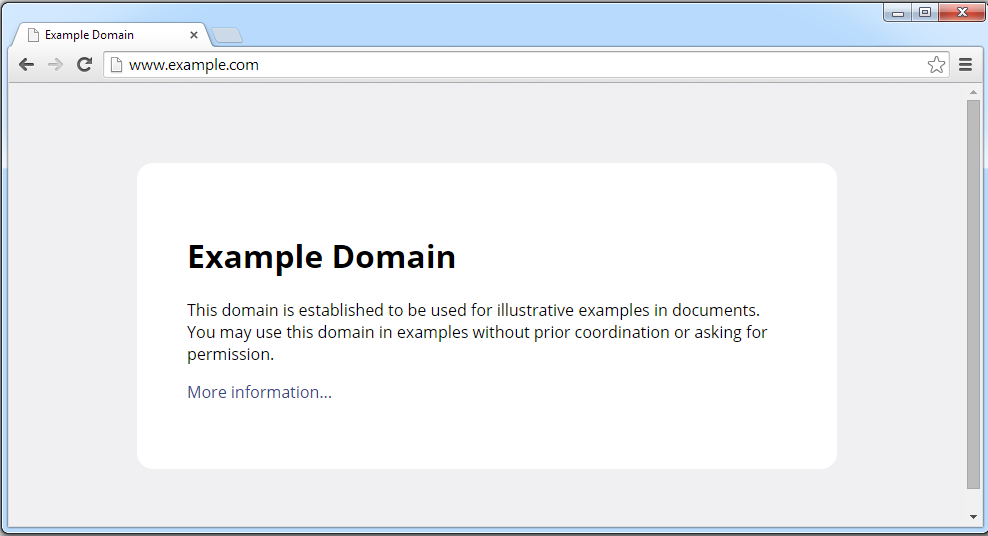 Example Domain
www.example.com
Example Domain
This domain is established to be used for illustrative examples in documents.
You may use this domain in examples without prior coordination or asking for
permission.
More information...